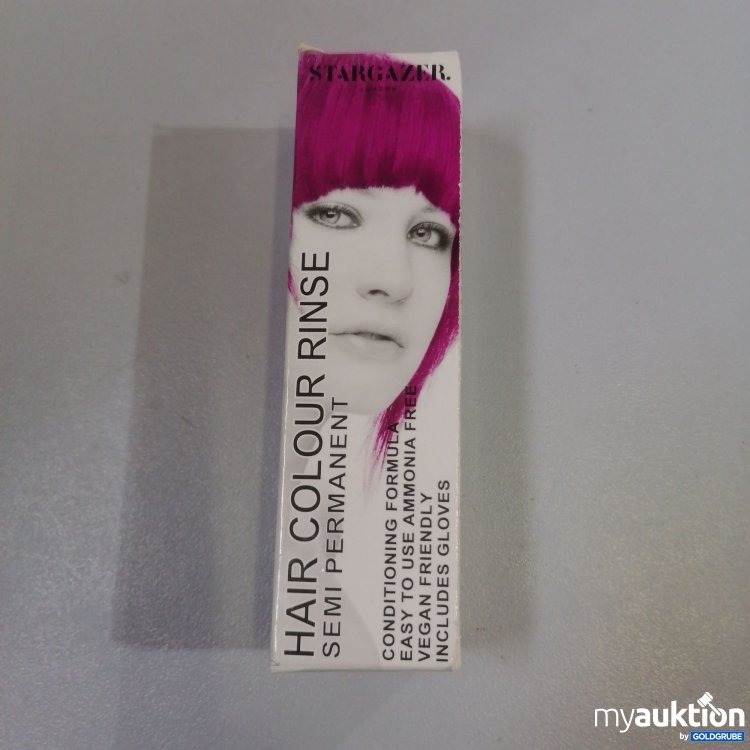 STARGAZER.
LONDON
HAIR COLOUR RINSE
SEMI PERMANENT
CONDITIONING FORMULA
EASY TO USE AMMONIA FREE
VEGAN FRIENDLY
INCLUDES GLOVES
myauktion
by GOLDGRUBE